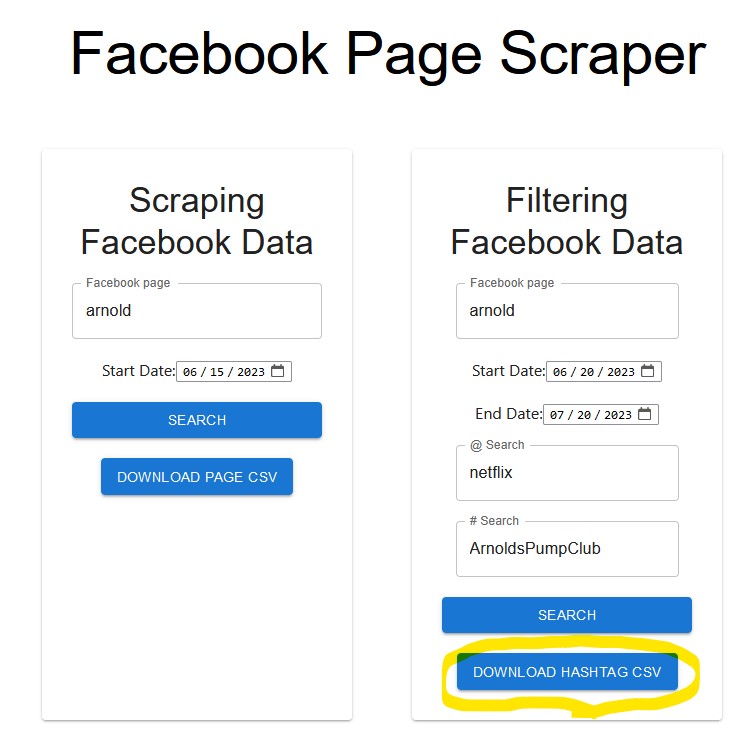 Facebook Page Scraper
Scraping
Facebook Data
Facebook page
arnold
Start Date: 06/15/2023
SEARCH
DOWNLOAD PAGE CSV
Filtering
Facebook Data
Facebook page
arnold
Start Date: 06/20/2023
End Date: 07/20/2023
@ Search
netflix
# Search
ArnoldsPumpClub
SEARCH
DOWNLOAD HASHTAG CSV